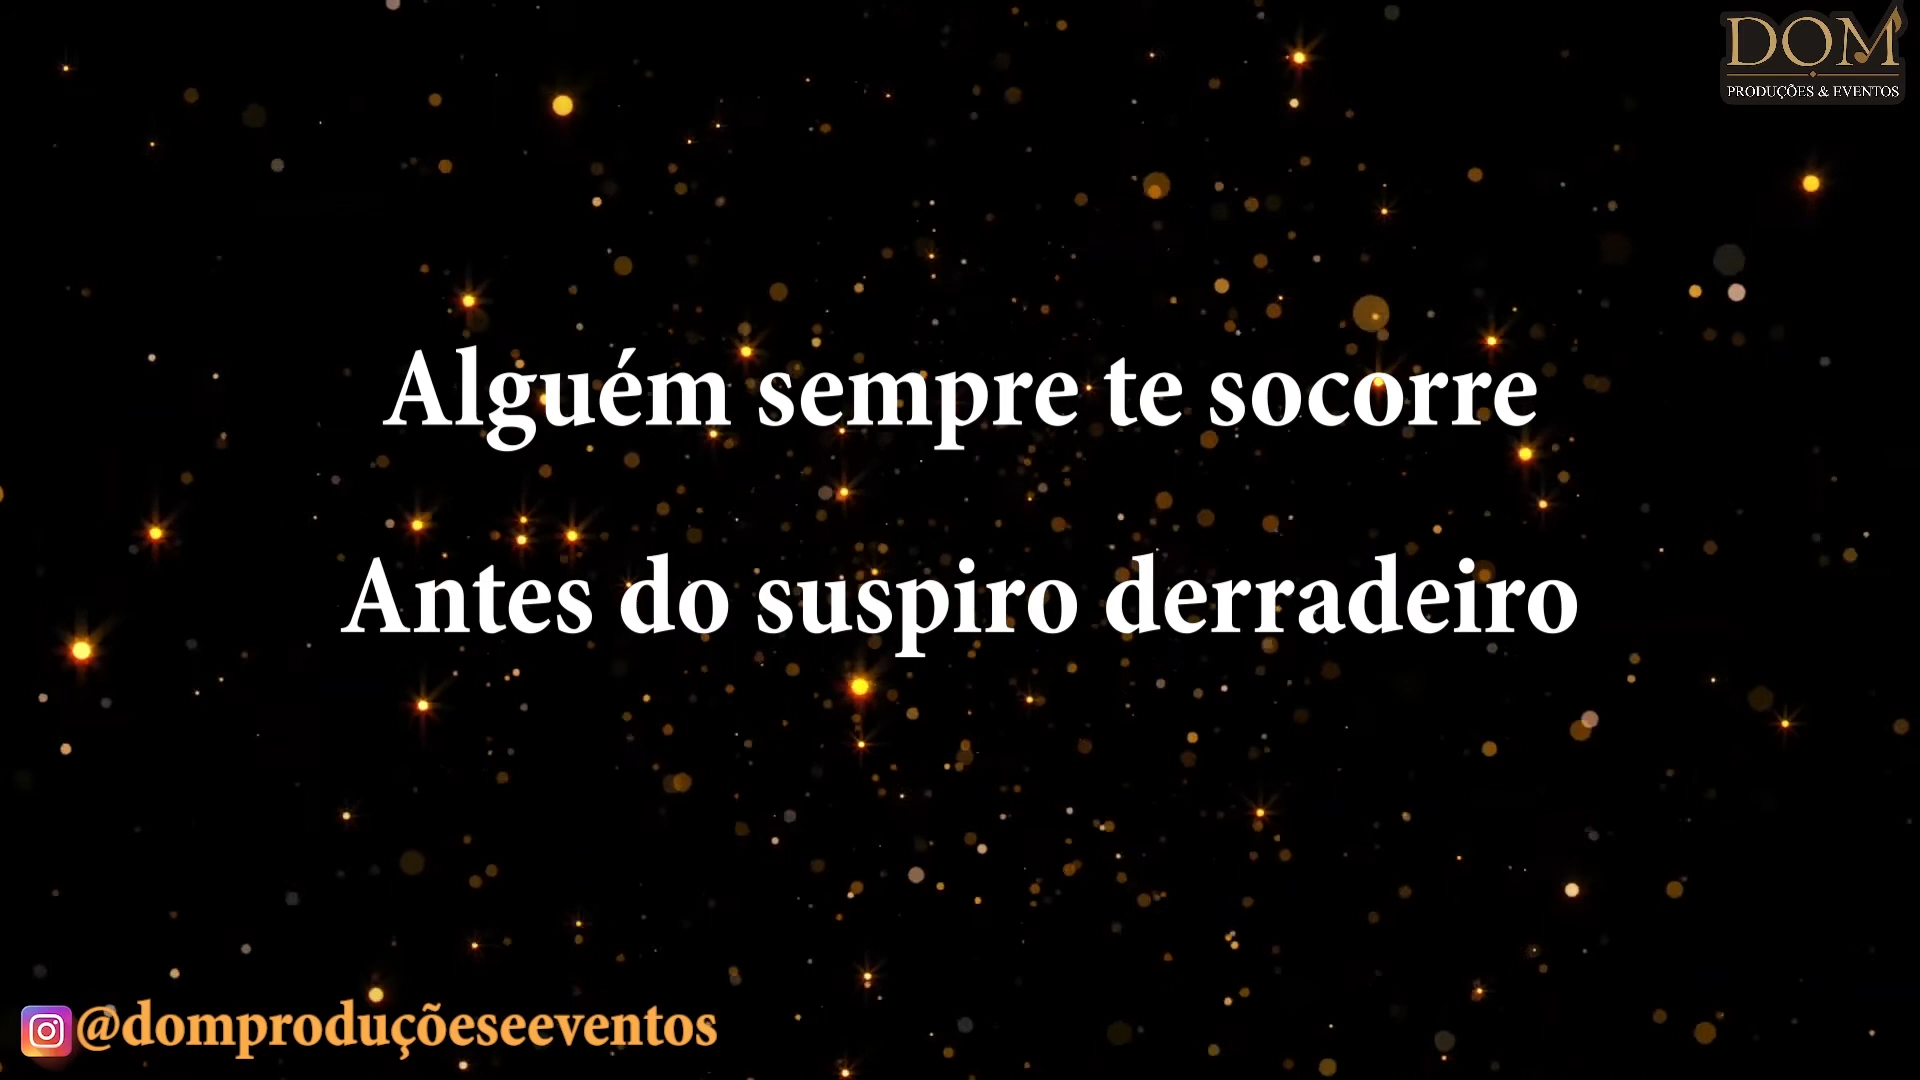 DOM
PRODUÇÕES & EVENTOS
Alguém sempre te socorre
Antes do suspiro derradeiro
@domproduçõeseeventos